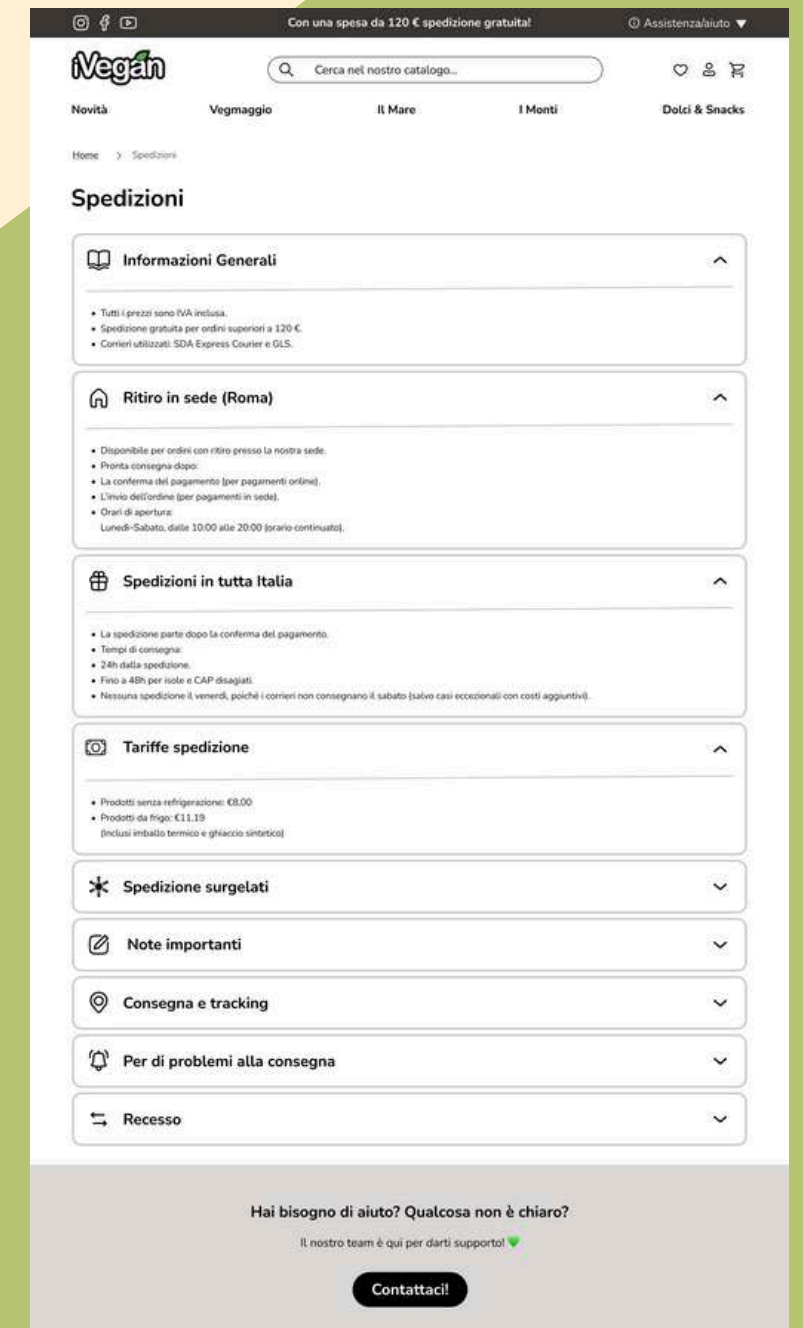 Con una spesa da 120 € spedizione gratuita!
Assistenza/aiuto ▼
iVegan
Cerca nel nostro catalogo...
Novità
Vegmaggio
Il Mare
I Monti
Dolci & Snacks
Home > Spedizioni
Spedizioni
Informazioni Generali
• Tutti i prezzi sono IVA inclusa.
• Spedizione gratuita per ordini superiori a 120 €.
• Corrieri utilizzati: SDA Express Courier e GLS.
Ritiro in sede (Roma)
• Disponibile per ordini con ritiro presso la nostra sede.
• Pronta consegna dopo:
• La conferma del pagamento (per pagamenti online).
• L'invio dell'ordine (per pagamenti in sede).
• Orari di apertura:
Lunedì-Sabato, dalle 10:00 alle 20:00 (orario continuato).
Spedizioni in tutta Italia
• La spedizione parte dopo la conferma del pagamento.
• Tempi di consegna:
• 24h dalla spedizione.
• Fino a 48h per isole e CAP disagiati.
• Nessuna spedizione il venerdì, poiché i corrieri non consegnano il sabato (salvo casi eccezionali con costi aggiuntivi).
Tariffe spedizione
• Prodotti senza refrigerazione: €8,00
• Prodotti da frigo: €11,19
(Inclusi imballo termico e ghiaccio sintetico)
Spedizione surgelati
Note importanti
Consegna e tracking
Per di problemi alla consegna
Recesso
Hai bisogno di aiuto? Qualcosa non è chiaro?
Il nostro team è qui per darti supporto! 💚
Contattaci!